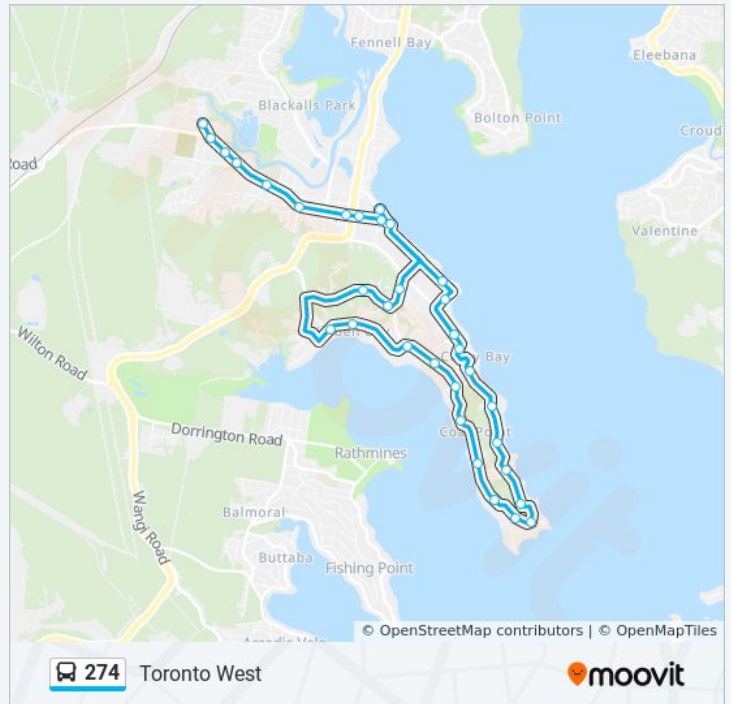 Fennell Bay
Eleebana
Blackalls Park
Bolton Point
Croud
Road
Valentine
Wilton Road
Bay
Dorrington Road
Rathmines
Wangi Road
Balmoral
Buttaba
Fishing Point
© OpenStreetMap contributors | © OpenMapTiles
274 Toronto West
moovit